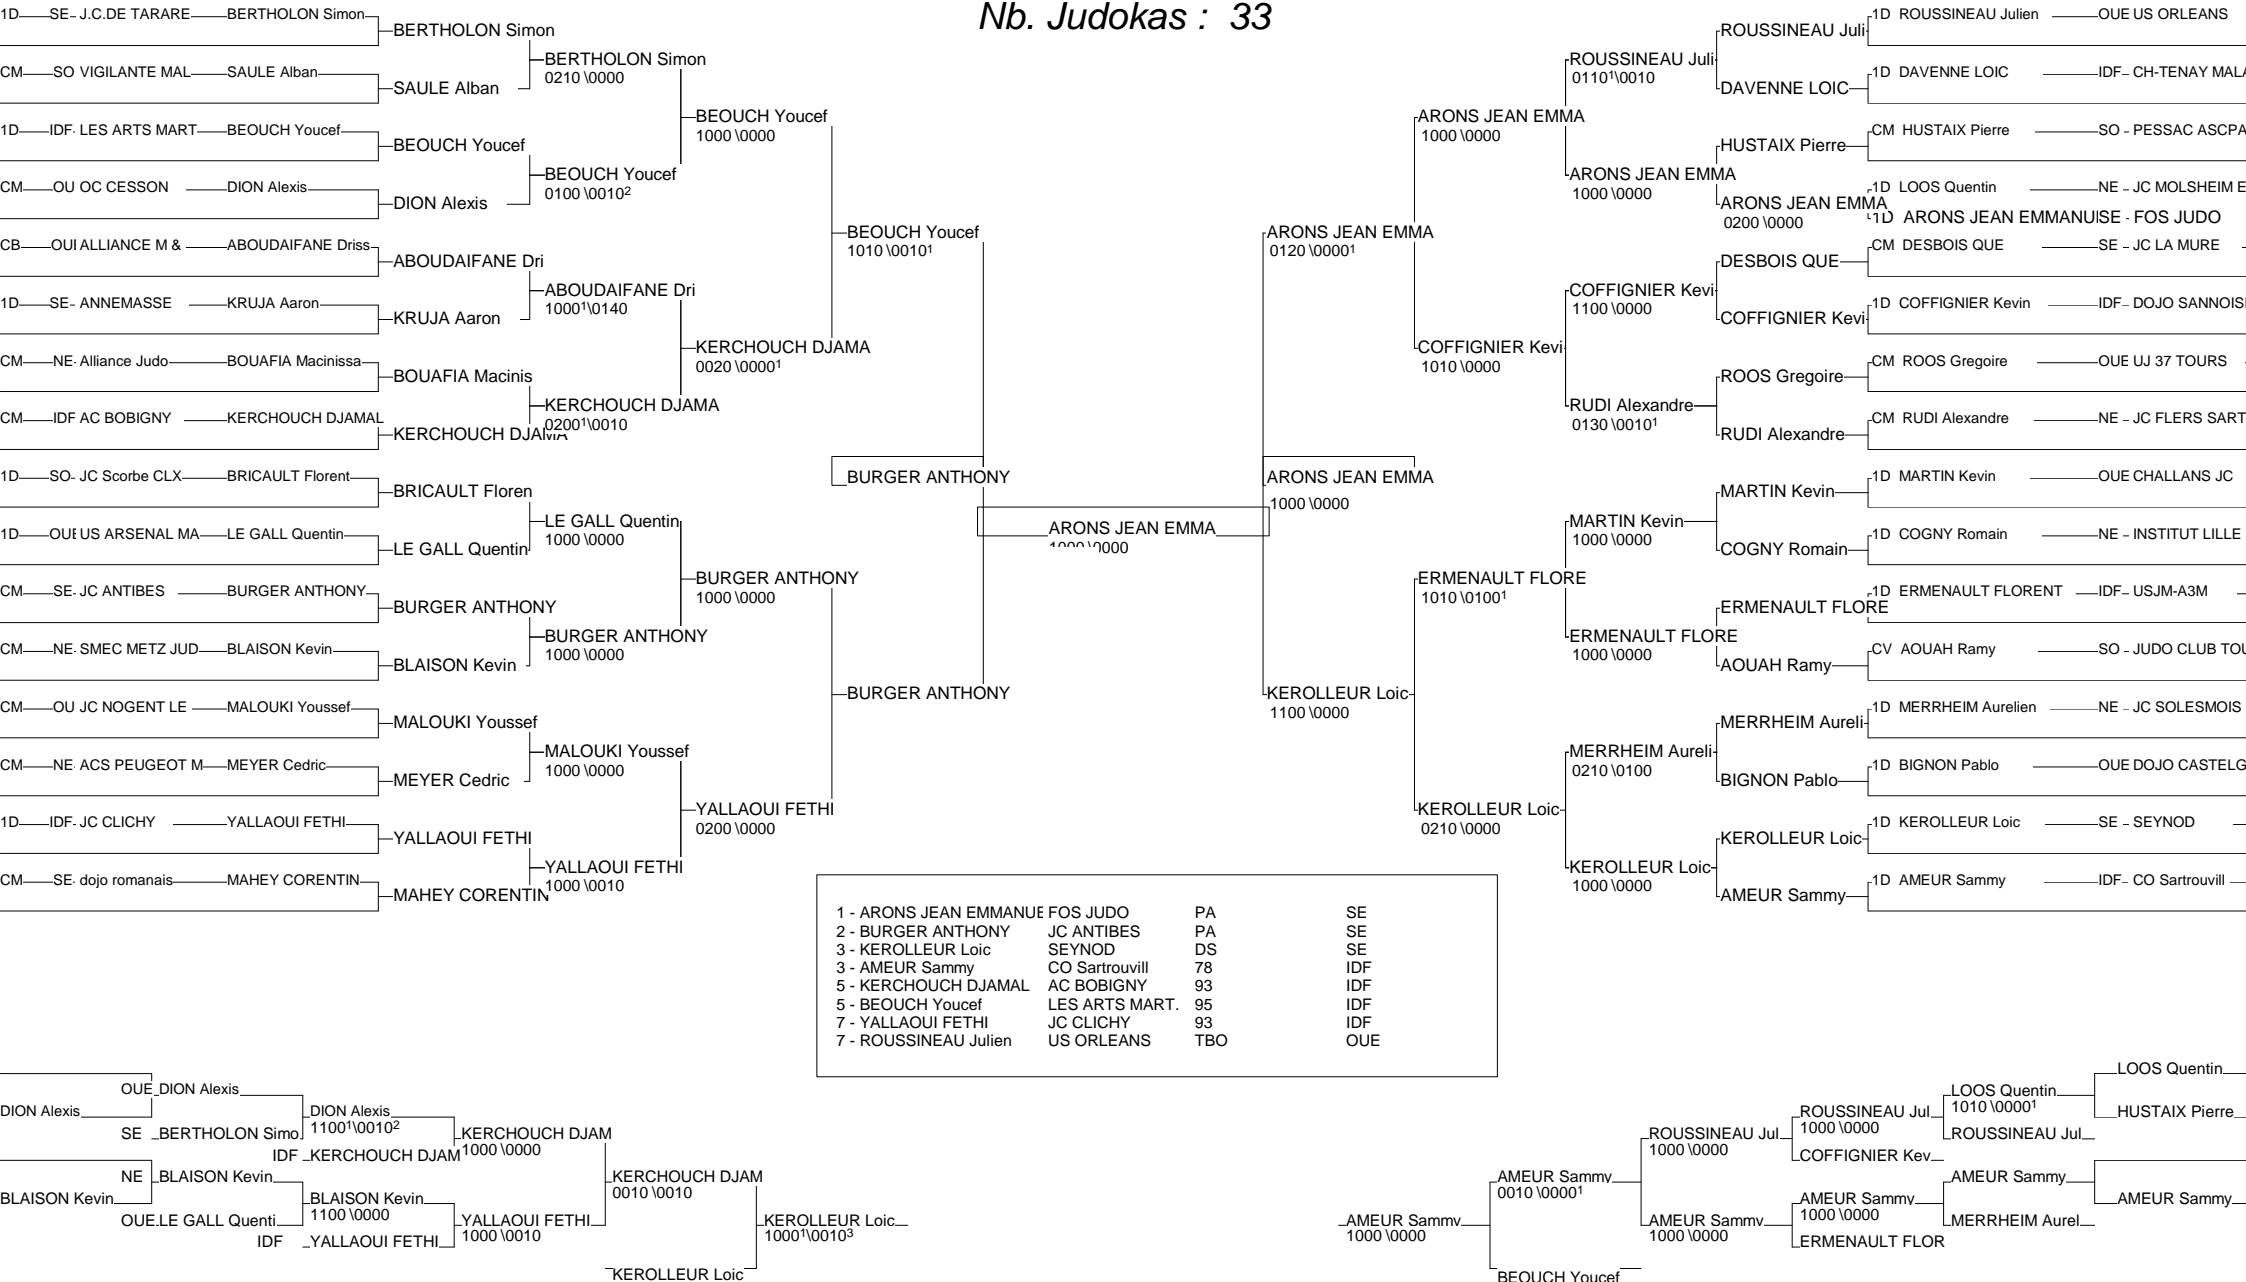 Nb. Judokas : 33
1D SE- J.C.DE TARARE BERTHOLON Simon
CM SO VIGILANTE MAL SAULE Alban
1D IDF- LES ARTS MART BEOUCH Youcef
CM OU OC CESSON DION Alexis
CB OUI ALLIANCE M & ABOUDAIFANE Driss
1D SE- ANNEMASSE KRUJA Aaron
CM NE- Alliance Judo BOUAFIA Macinissa
CM IDF AC BOBIGNY KERCHOUCH DJAMAL
1D SO- JC Scorbe CLX BRICAULT Florent
1D OUE US ARSENAL MA LE GALL Quentin
CM SE- JC ANTIBES BURGER ANTHONY
CM NE- SMEC METZ JUD BLAISON Kevin
CM OU JC NOGENT LE MALOUKI Youssef
CM NE- ACS PEUGEOT M MEYER Cedric
1D IDF- JC CLICHY YALLAOUI FETHI
CM SE- dojo romanais MAHEY CORENTIN
BERTHOLON Simon
SAULE Alban
BEOUCH Youcef
DION Alexis
ABOUDAIFANE Dri
KRUJA Aaron
BOUAFIA Macinis
KERCHOUCH DJAMA
BRICAULT Floren
LE GALL Quentin
BURGER ANTHONY
BLAISON Kevin
MALOUKI Youssef
MEYER Cedric
YALLAOUI FETHI
MAHEY CORENTIN
BERTHOLON Simon
0210 \0000
BEOUCH Youcef
0100 \0010²
ABOUDAIFANE Dri
1000¹\0140
KERCHOUCH DJAMA
0200¹\0010
LE GALL Quentin
1000 \0000
BURGER ANTHONY
1000 \0000
MALOUKI Youssef
1000 \0000
YALLAOUI FETHI
1000 \0010
BEOUCH Youcef
1000 \0000
KERCHOUCH DJAMA
0020 \0000¹
BURGER ANTHONY
1000 \0000
YALLAOUI FETHI
0200 \0000
BEOUCH Youcef
1010 \0010¹
BURGER ANTHONY
BURGER ANTHONY
ARONS JEAN EMMA
1000 \0000
ARONS JEAN EMMA
0120 \0000¹
ARONS JEAN EMMA
1000 \0000
KEROLLEUR Loic
1100 \0000
ARONS JEAN EMMA
1000 \0000
COFFIGNIER Kevi
1010 \0000
ERMENAULT FLORE
1010 \0100¹
KEROLLEUR Loic
0210 \0000
ROUSSINEAU Juli
0110¹\0010
ARONS JEAN EMMA
1000 \0000
COFFIGNIER Kevi
1100 \0000
RUDI Alexandre
0130 \0010¹
MARTIN Kevin
1000 \0000
ERMENAULT FLORE
1000 \0000
MERRHEIM Aureli
0210 \0100
KEROLLEUR Loic
1000 \0000
ROUSSINEAU Juli
DAVENNE LOIC
HUSTAIX Pierre
ARONS JEAN EMMA
0200 \0000
DESBOIS QUE
COFFIGNIER Kevi
ROOS Gregoire
RUDI Alexandre
MARTIN Kevin
COGNY Romain
ERMENAULT FLORE
AOUAH Ramy
MERRHEIM Aureli
BIGNON Pablo
KEROLLEUR Loic
AMEUR Sammy
1D ROUSSINEAU Julien OUE US ORLEANS
1D DAVENNE LOIC IDF- CH-TENAY MALA
CM HUSTAIX Pierre SO - PESSAC ASCPA
1D LOOS Quentin NE - JC MOLSHEIM E
1D ARONS JEAN EMMANUISE - FOS JUDO
CM DESBOIS QUE SE - JC LA MURE
1D COFFIGNIER Kevin IDF- DOJO SANNOIS
CM ROOS Gregoire OUE UJ 37 TOURS
CM RUDI Alexandre NE - JC FLERS SART
1D MARTIN Kevin OUE CHALLANS JC
1D COGNY Romain NE - INSTITUT LILLE
1D ERMENAULT FLORENT IDF- USJM-A3M
CV AOUAH Ramy SO - JUDO CLUB TOU
1D MERRHEIM Aurelien NE - JC SOLESMOIS
1D BIGNON Pablo OUE DOJO CASTELG
1D KEROLLEUR Loic SE - SEYNOD
1D AMEUR Sammy IDF- CO Sartrouvill
1 - ARONS JEAN EMMANUE FOS JUDO PA SE
2 - BURGER ANTHONY JC ANTIBES PA SE
3 - KEROLLEUR Loic SEYNOD DS SE
3 - AMEUR Sammy CO Sartrouvill 78 IDF
5 - KERCHOUCH DJAMAL AC BOBIGNY 93 IDF
5 - BEOUCH Youcef LES ARTS MART. 95 IDF
7 - YALLAOUI FETHI JC CLICHY 93 IDF
7 - ROUSSINEAU Julien US ORLEANS TBO OUE
DION Alexis
BLAISON Kevin
OUE DION Alexis
SE BERTHOLON Simo
NE BLAISON Kevin
OUE LE GALL Quenti
DION Alexis
1100¹\0010²
IDF KERCHOUCH DJAM
BLAISON Kevin
1100 \0000
IDF YALLAOUI FETHI
KERCHOUCH DJAM
1000 \0000
YALLAOUI FETHI
1000 \0010
KERCHOUCH DJAM
0010 \0010
KEROLLEUR Loic
KEROLLEUR Loic
1000¹\0010³
AMEUR Sammy
1000 \0000
AMEUR Sammy
0010 \0000¹
BEOUCH Youcef
ROUSSINEAU Jul
1000 \0000
AMEUR Sammy
1000 \0000
ROUSSINEAU Jul
1000 \0000
COFFIGNIER Kev
AMEUR Sammy
1000 \0000
ERMENAULT FLOR
LOOS Quentin
1010 \0000¹
ROUSSINEAU Jul
AMEUR Sammy
MERRHEIM Aurel
LOOS Quentin
HUSTAIX Pierre
AMEUR Sammy